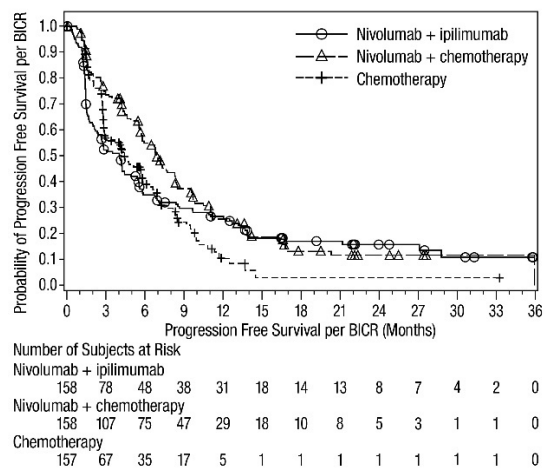 Probability of Progression Free Survival per BICR
1.0
0.9
0.8
0.7
0.6
0.5
0.4
0.3
0.2
0.1
0.0
Nivolumab + ipilimumab
Nivolumab + chemotherapy
Chemotherapy
0 3 6 9 12 15 18 21 24 27 30 33 36
Progression Free Survival per BICR (Months)
Number of Subjects at Risk
Nivolumab + ipilimumab
158 78 48 38 31 18 14 13 8 7 4 2 0
Nivolumab + chemotherapy
158 107 75 47 29 18 10 8 5 3 1 1 0
Chemotherapy
157 67 35 17 5 1 1 1 1 1 1 1 0